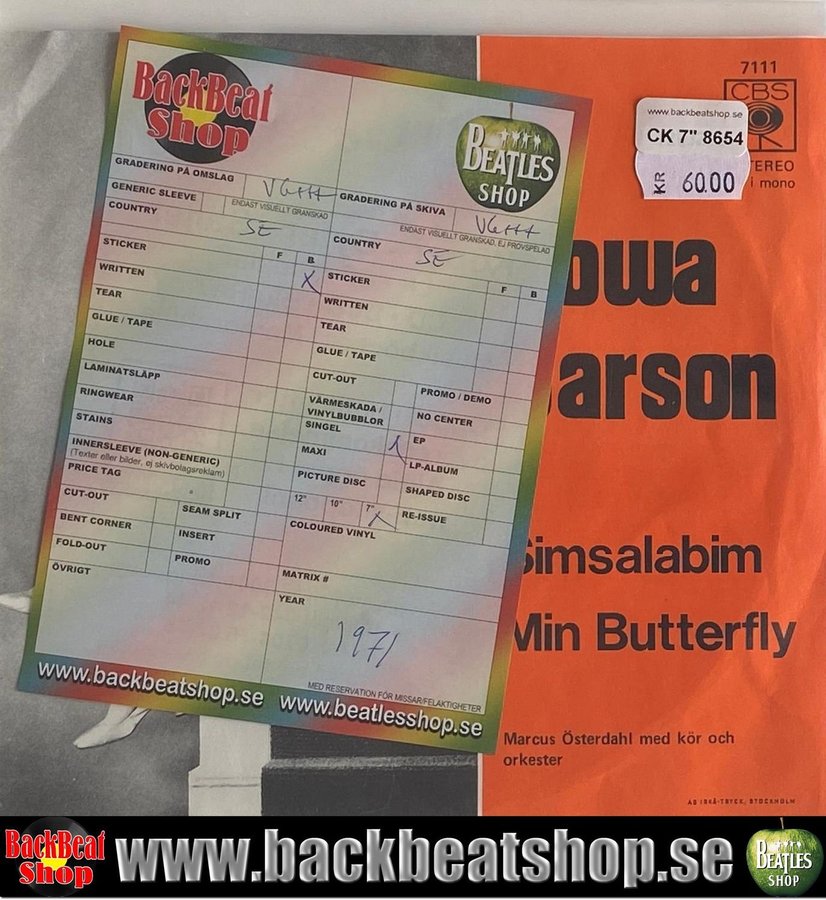 BackBeat
Shop
BEATLES
SHOP
GRADERING PÅ OMSLAG
VG++
GENERIC SLEEVE
ENDAST VISUELLT GRANSKAD
COUNTRY
SE
F
B
STICKER
X
WRITTEN
TEAR
GLUE / TAPE
HOLE
LAMINATSLÄPP
RINGWEAR
STAINS
INNERSLEEVE (NON-GENERIC)
(Texter eller bilder, ej skivbolagsreklam)
PRICE TAG
CUT-OUT
SEAM SPLIT
BENT CORNER
INSERT
FOLD-OUT
PROMO
ÖVRIGT
GRADERING PÅ SKIVA
VG++
ENDAST VISUELLT GRANSKAD, EJ PROVSPELAD
COUNTRY
SE
F
B
STICKER
WRITTEN
TEAR
GLUE / TAPE
CUT-OUT
PROMO / DEMO
VÄRMESKADA /
VINYLBUBBLOR
NO CENTER
SINGEL
X
EP
MAXI
LP-ALBUM
PICTURE DISC
SHAPED DISC
12"
10"
7"
X
RE-ISSUE
COLOURED VINYL
MATRIX #
YEAR
1971
MED RESERVATION FÖR MISSAR/FELAKTIGHETER
www.backbeatshop.se www.beatlesshop.se
7111
CBS
www.backbeatshop.se
CK 7" 8654
KR 60.00
EREO
i mono
owa
arson
Simsalabim
Min Butterfly
Marcus Österdahl med kör och
orkester
AB IBKÅ-TRYCK, STOCKHOLM
BackBeat
Shop
www.backbeatshop.se
BEATLES
SHOP